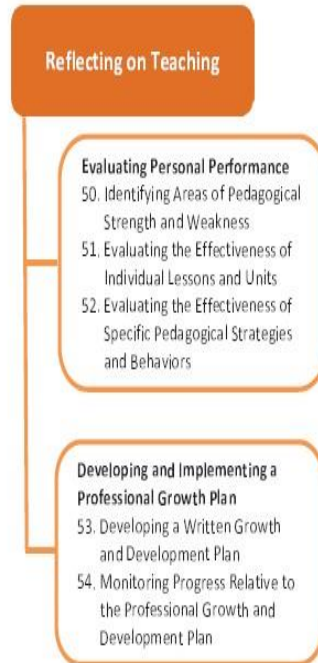 Reflecting on Teaching
Evaluating Personal Performance
50. Identifying Areas of Pedagogical
Strength and Weakness
51. Evaluating the Effectiveness of
Individual Lessons and Units
52. Evaluating the Effectiveness of
Specific Pedagogical Strategies
and Behaviors
Developing and Implementing a
Professional Growth Plan
53. Developing a Written Growth
and Development Plan
54. Monitoring Progress Relative to
the Professional Growth and
Development Plan